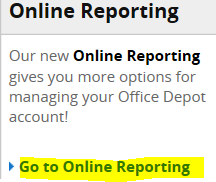 Online Reporting
Our new Online Reporting
gives you more options for
managing your Office Depot
account!
Go to Online Reporting